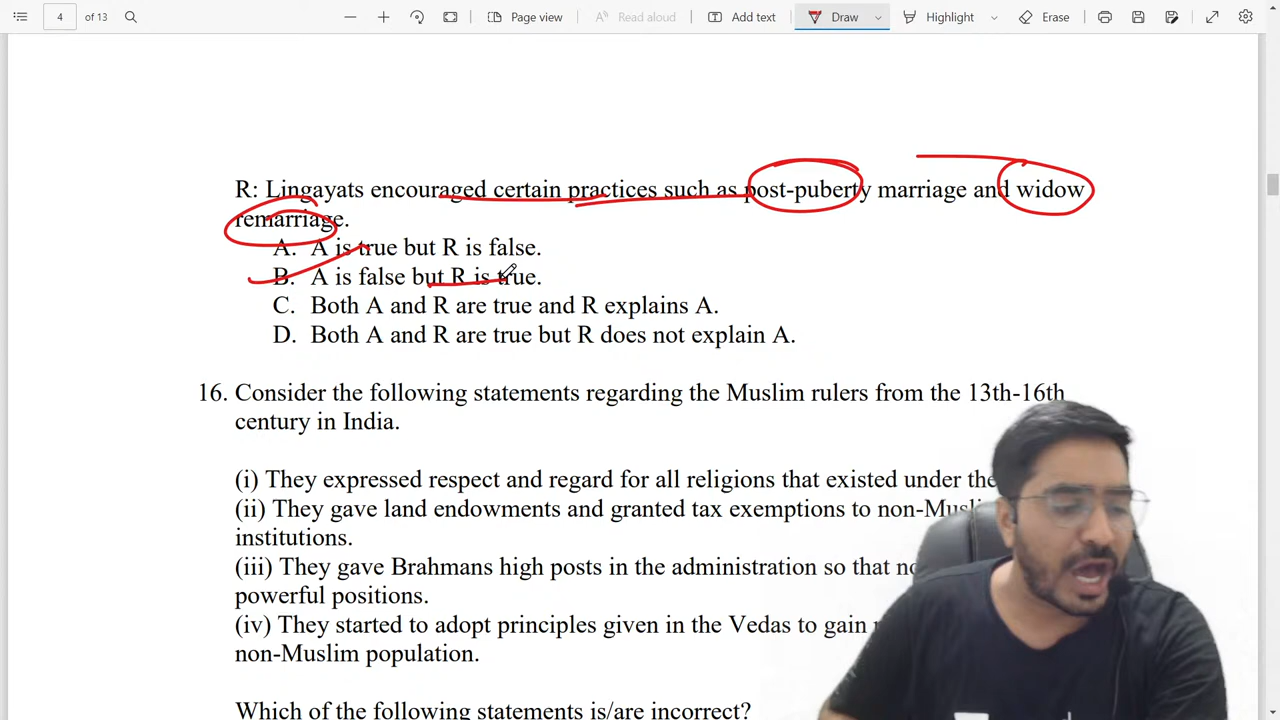 4 of 13 Page view Read aloud Add text Draw Highlight Erase
R: Lingayats encouraged certain practices such as post-puberty marriage and widow
remarriage.
A. A is true but R is false.
B. A is false but R is true.
C. Both A and R are true and R explains A.
D. Both A and R are true but R does not explain A.
16. Consider the following statements regarding the Muslim rulers from the 13th-16th
century in India.
(i) They expressed respect and regard for all religions that existed under the
(ii) They gave land endowments and granted tax exemptions to non-Muslim
institutions.
(iii) They gave Brahmans high posts in the administration so that
powerful positions.
(iv) They started to adopt principles given in the Vedas to gain
non-Muslim population.
Which of the following statements is/are incorrect?